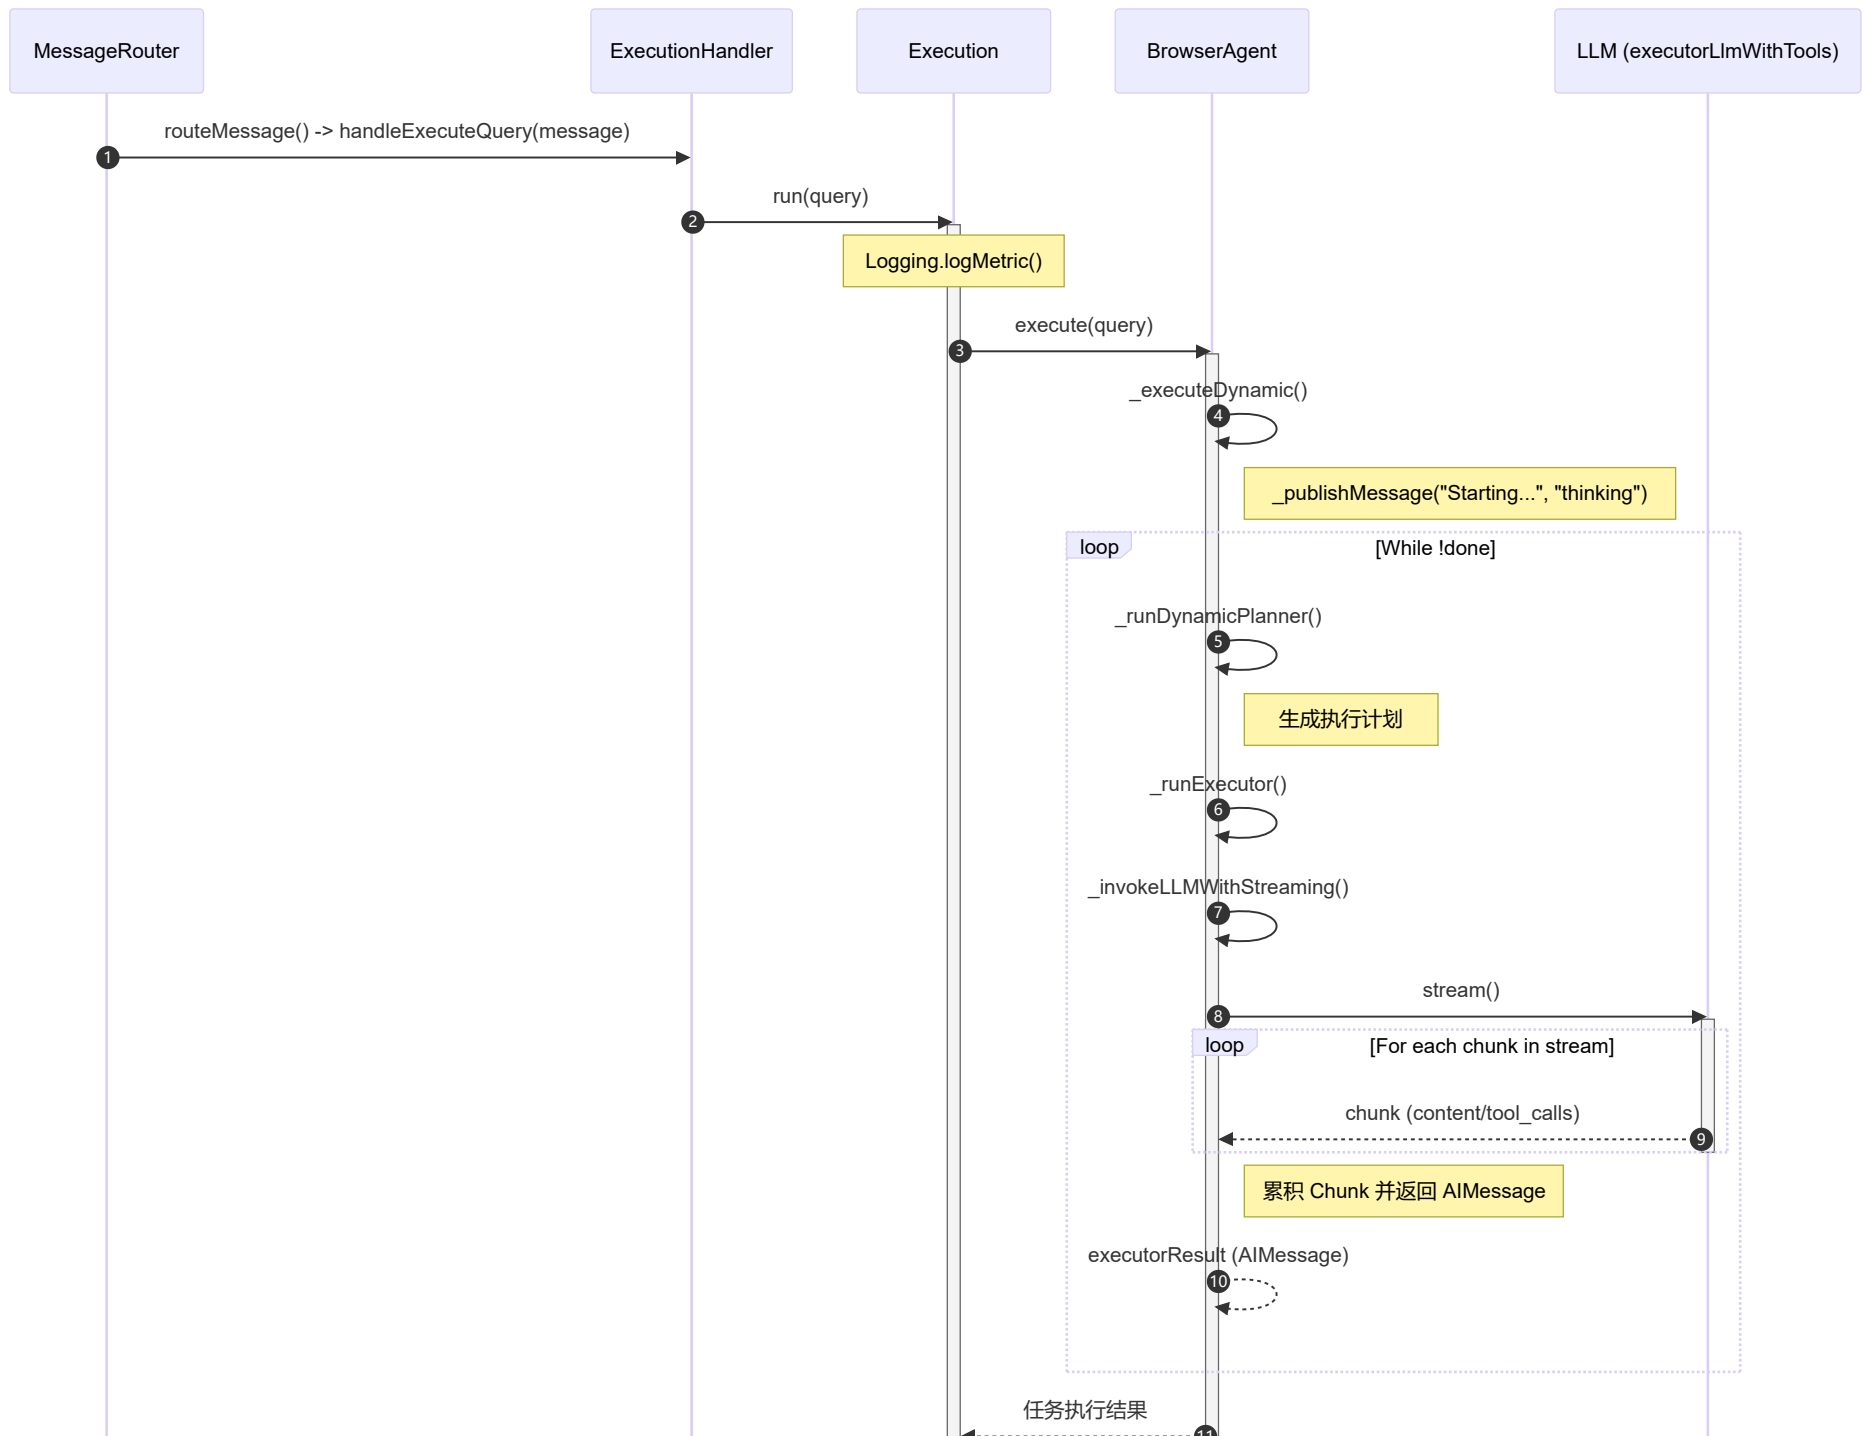 MessageRouter
ExecutionHandler
Execution
BrowserAgent
LLM (executorLlmWithTools)
routeMessage() -> handleExecuteQuery(message)
1
run(query)
2
Logging.logMetric()
execute(query)
3
_executeDynamic()
4
_publishMessage("Starting...", "thinking")
loop
[While !done]
_runDynamicPlanner()
5
生成执行计划
_runExecutor()
6
_invokeLLMWithStreaming()
7
stream()
8
loop
[For each chunk in stream]
chunk (content/tool_calls)
9
累积 Chunk 并返回 AIMessage
executorResult (AIMessage)
10
任务执行结果
11